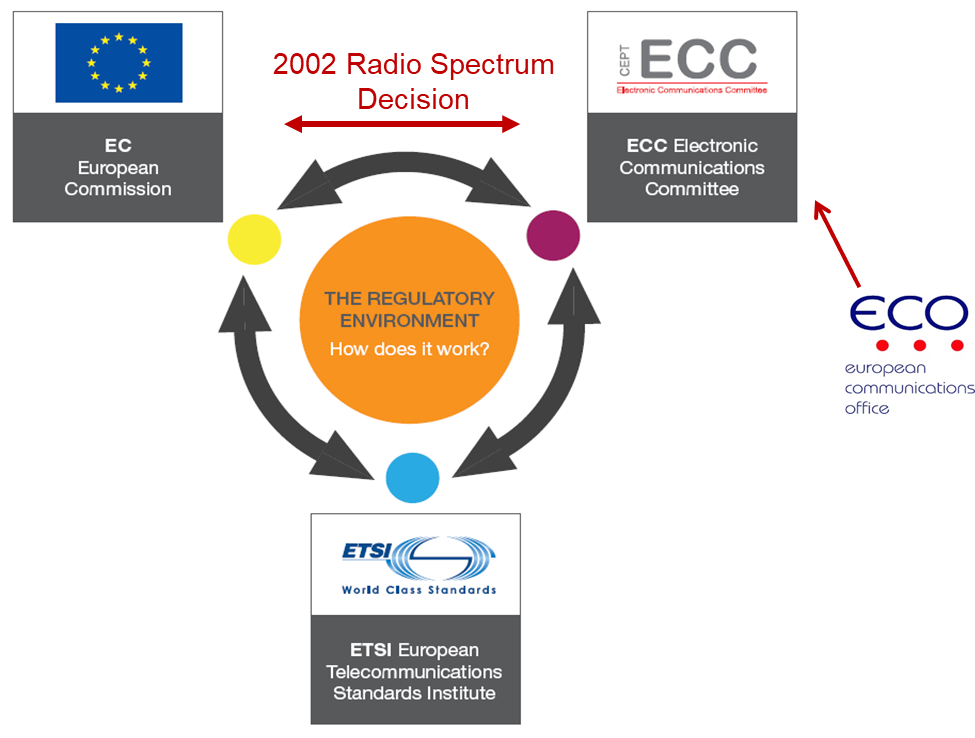 2002 Radio Spectrum
Decision
EC
European
Commission
CEPT
ECC
Electronic Communications Committee
ECC Electronic
Communications
Committee
THE REGULATORY
ENVIRONMENT
How does it work?
ECO
european
communications
office
ETSI
World Class Standards
ETSI European
Telecommunications
Standards Institute